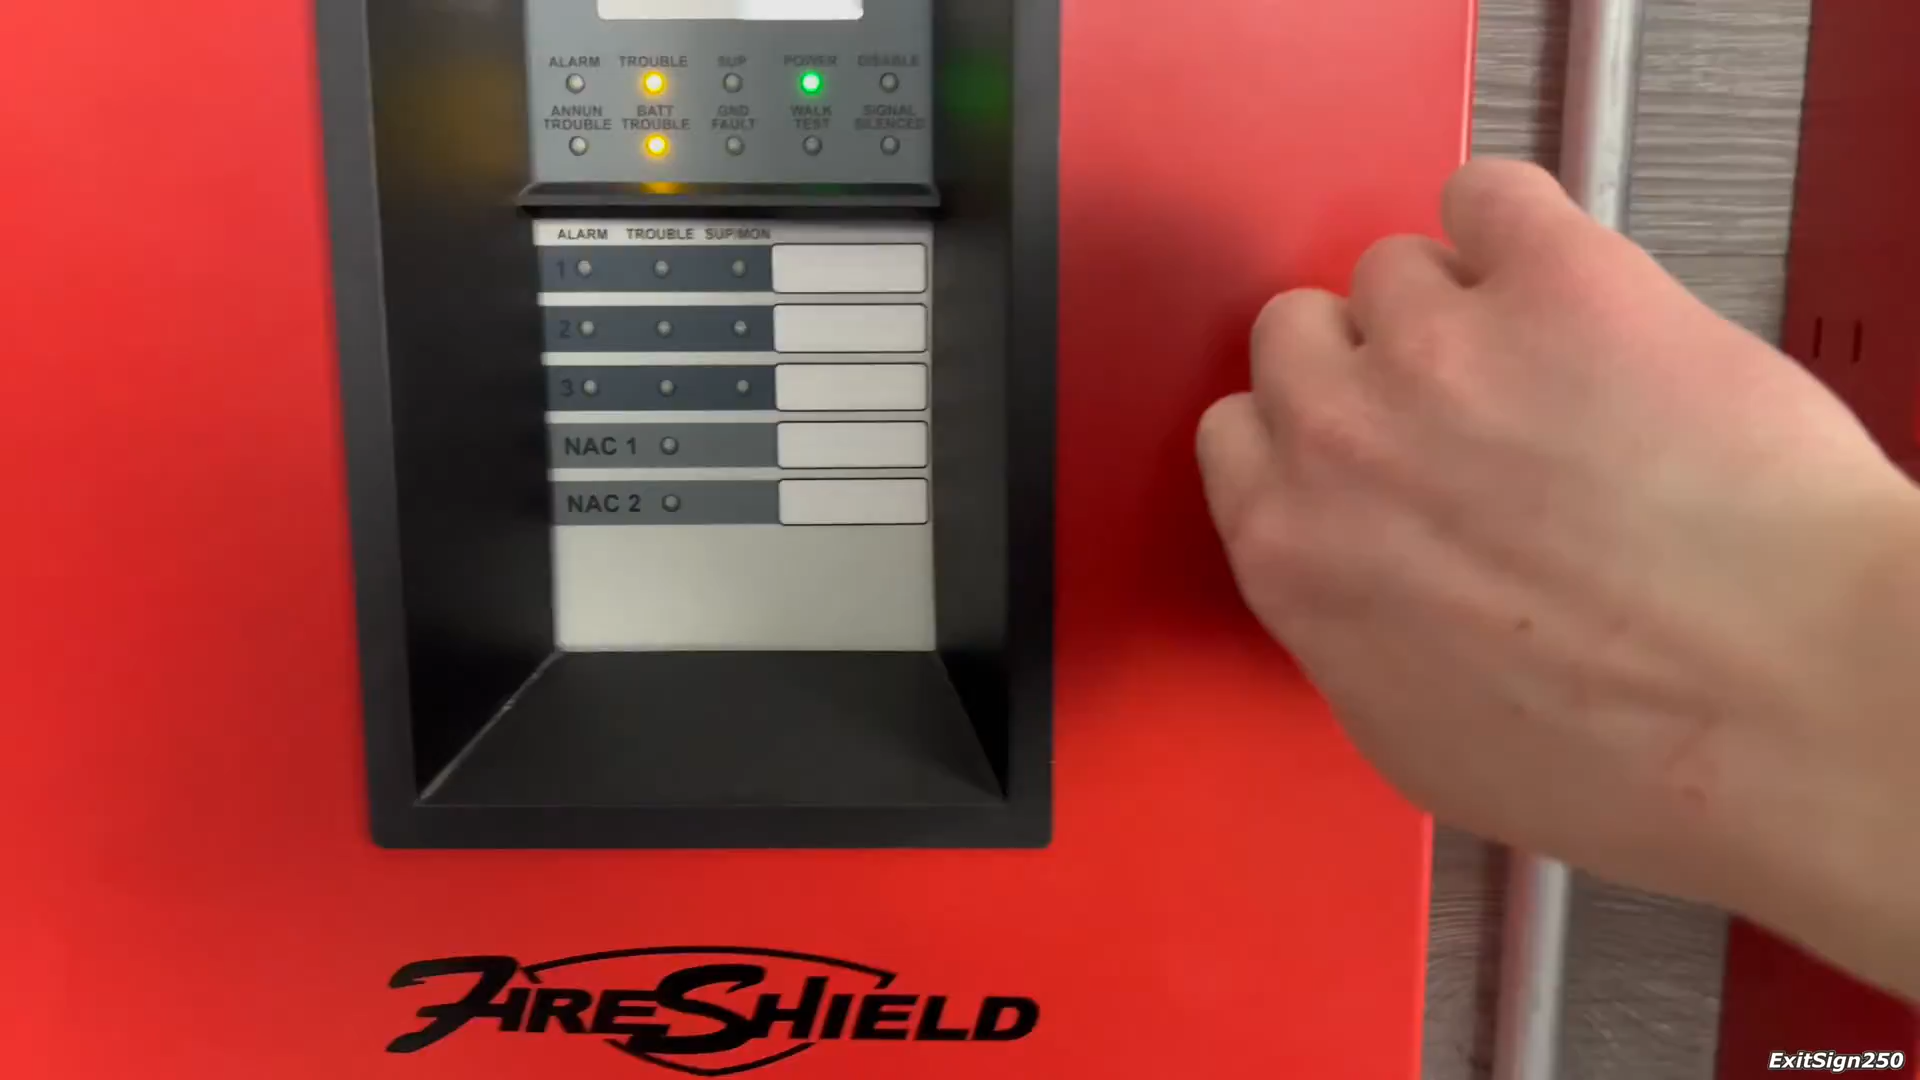 ALARM TROUBLE SUP POWER DISABLE
ANNUN TROUBLE BATT TROUBLE GND FAULT WALK TEST SIGNAL SILENCED
ALARM TROUBLE SUP/MON
1
2
3
NAC 1
NAC 2
FIRESHIELD
ExitSign250